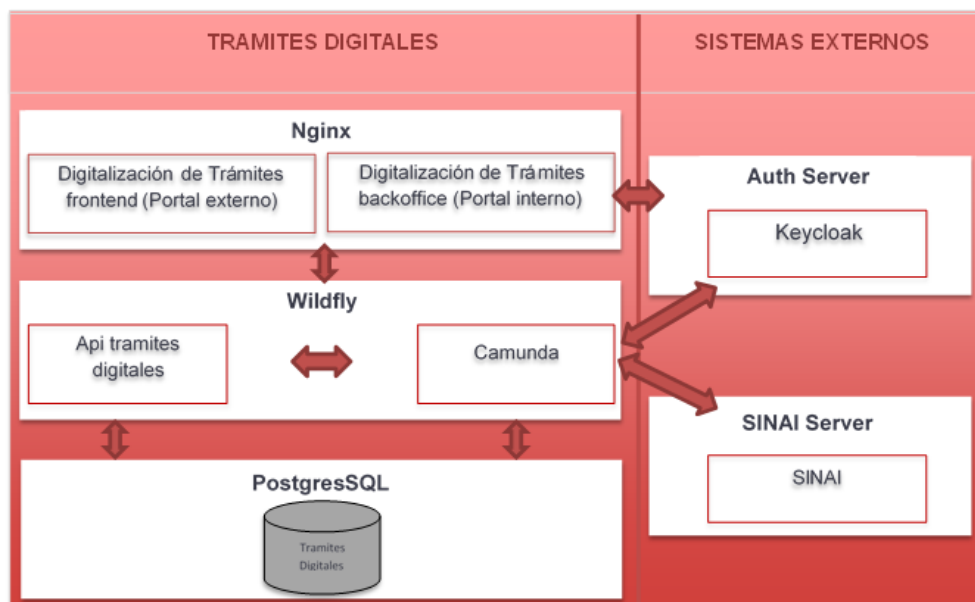 TRAMITES DIGITALES
SISTEMAS EXTERNOS
Nginx
Digitalización de Trámites
frontend (Portal externo)
Digitalización de Trámites
backoffice (Portal interno)
Auth Server
Keycloak
Wildfly
Api tramites
digitales
Camunda
SINAI Server
SINAI
PostgresSQL
Tramites
Digitales